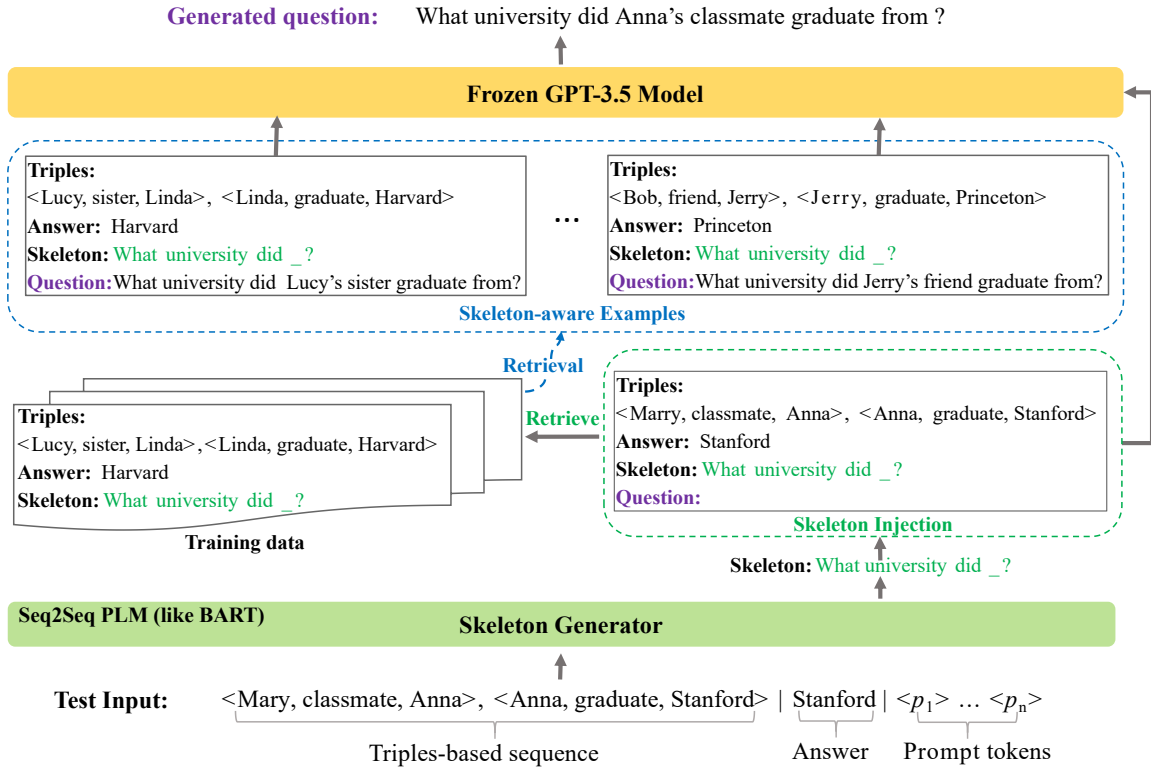 Generated question: What university did Anna’s classmate graduate from ?
Frozen GPT-3.5 Model
Triples:
<Lucy, sister, Linda>, <Linda, graduate, Harvard>
Answer: Harvard
Skeleton: What university did _?
Question:What university did Lucy’s sister graduate from?
...
Triples:
<Bob, friend, Jerry>, <Jerry, graduate, Princeton>
Answer: Princeton
Skeleton: What university did _?
Question: What university did Jerry’s friend graduate from?
Skeleton-aware Examples
Retrieval
Triples:
<Lucy, sister, Linda>,<Linda, graduate, Harvard>
Answer: Harvard
Skeleton: What university did _?
Training data
Retrieve
Triples:
<Marry, classmate, Anna>, <Anna, graduate, Stanford>
Answer: Stanford
Skeleton: What university did _?
Question:
Skeleton Injection
Skeleton: What university did _?
Seq2Seq PLM (like BART)
Skeleton Generator
Test Input: <Mary, classmate, Anna>, <Anna, graduate, Stanford> | Stanford | <p1> ... <pn>
Triples-based sequence Answer Prompt tokens